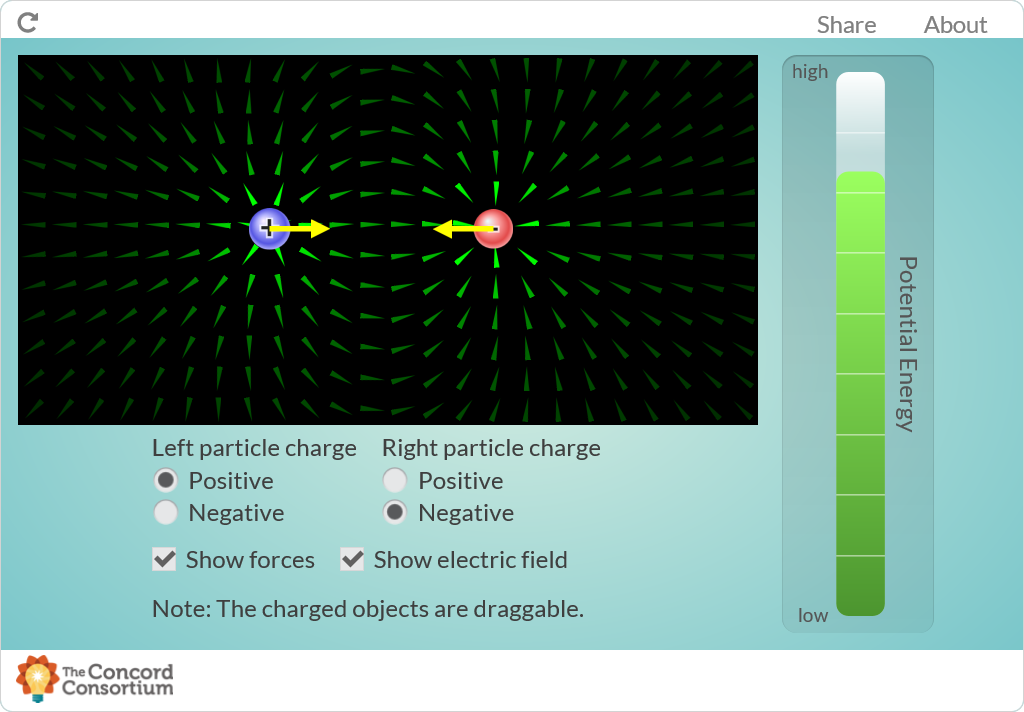 Share About
high
+ -
Potential Energy
low
Left particle charge Right particle charge
Positive Positive
Negative Negative
Show forces Show electric field
Note: The charged objects are draggable.
The Concord
Consortium